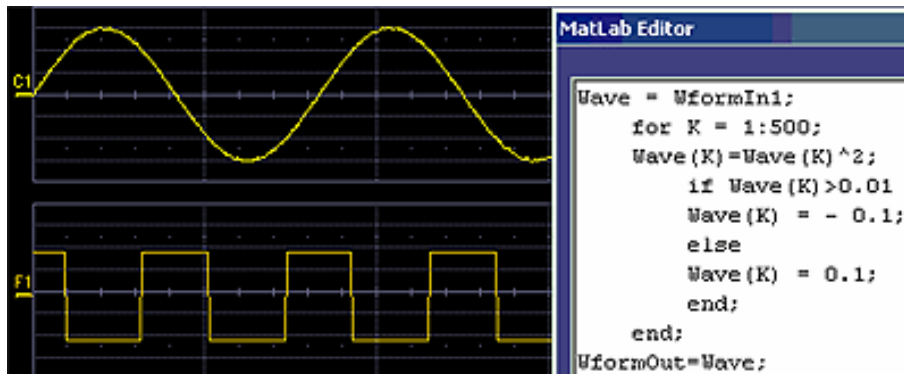 C1
F1
MatLab Editor
Wave = WformIn1;
for K = 1:500;
Wave(K)=Wave(K)^2;
if Wave(K)>0.01
Wave(K) = - 0.1;
else
Wave(K) = 0.1;
end;
end;
WformOut=Wave;